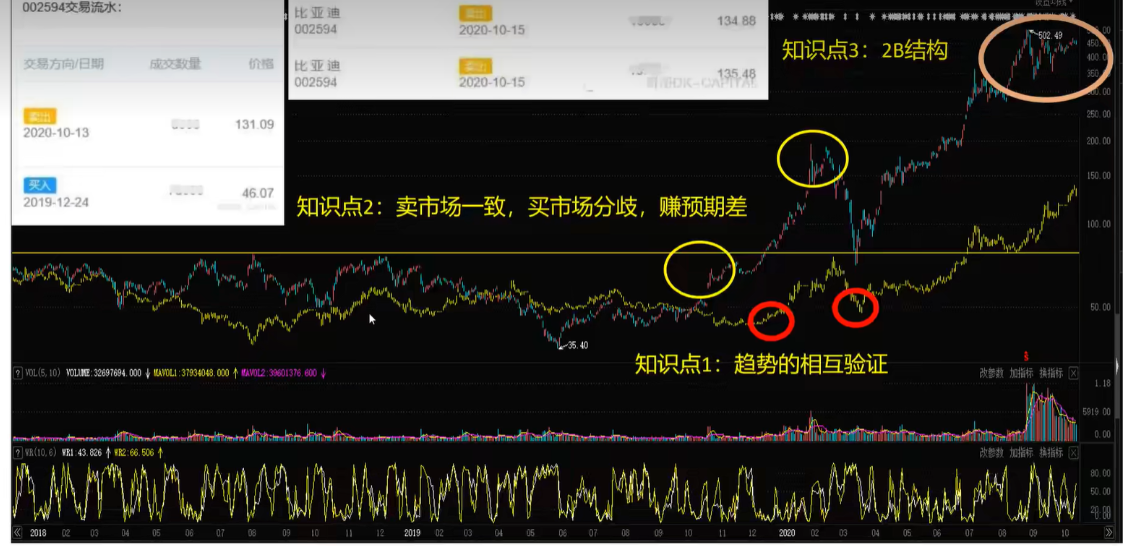 002594交易流水:
交易方向/日期 成交数量 价格
卖出
2020-10-13 131.09
买入
2019-12-24 46.07
比亚迪 卖出 134.88
002594 2020-10-15
比亚迪 卖出 135.48
002594 2020-10-15
知识点3：2B结构
502.49
知识点2：卖市场一致，买市场分歧，赚预期差
35.40
知识点1：趋势的相互验证
450.00
350.00
300.00
250.00
200.00
150.00
100.00
50.00
VOL(5,10) VOLUME:32697694.000 ↓ MAVOL1:37934048.000 ↑ MAVOL2:39601376.600 ↓
改参数 加指标 换指标
1.18
5919.00
0.00
WR(10,6) WR1:43.826 ↑ WR2:66.506 ↑
改参数 加指标 换指标
80.00
50.00
20.00
2018 02 03 04 05 06 07 08 09 10 11 12 2019 02 03 04 05 06 07 08 09 10 11 12 2020 02 03 04 05 06 07 08 09 10